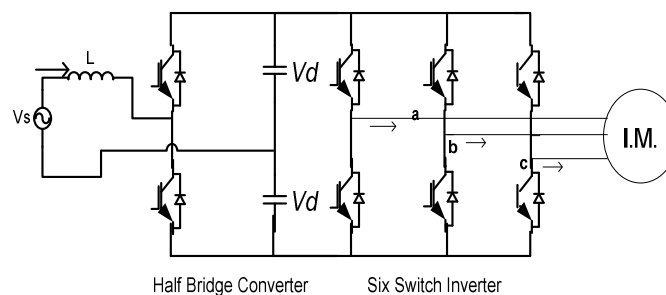 L
Vs
Vd
Vd
a
b
c
I.M.
Half Bridge Converter
Six Switch Inverter